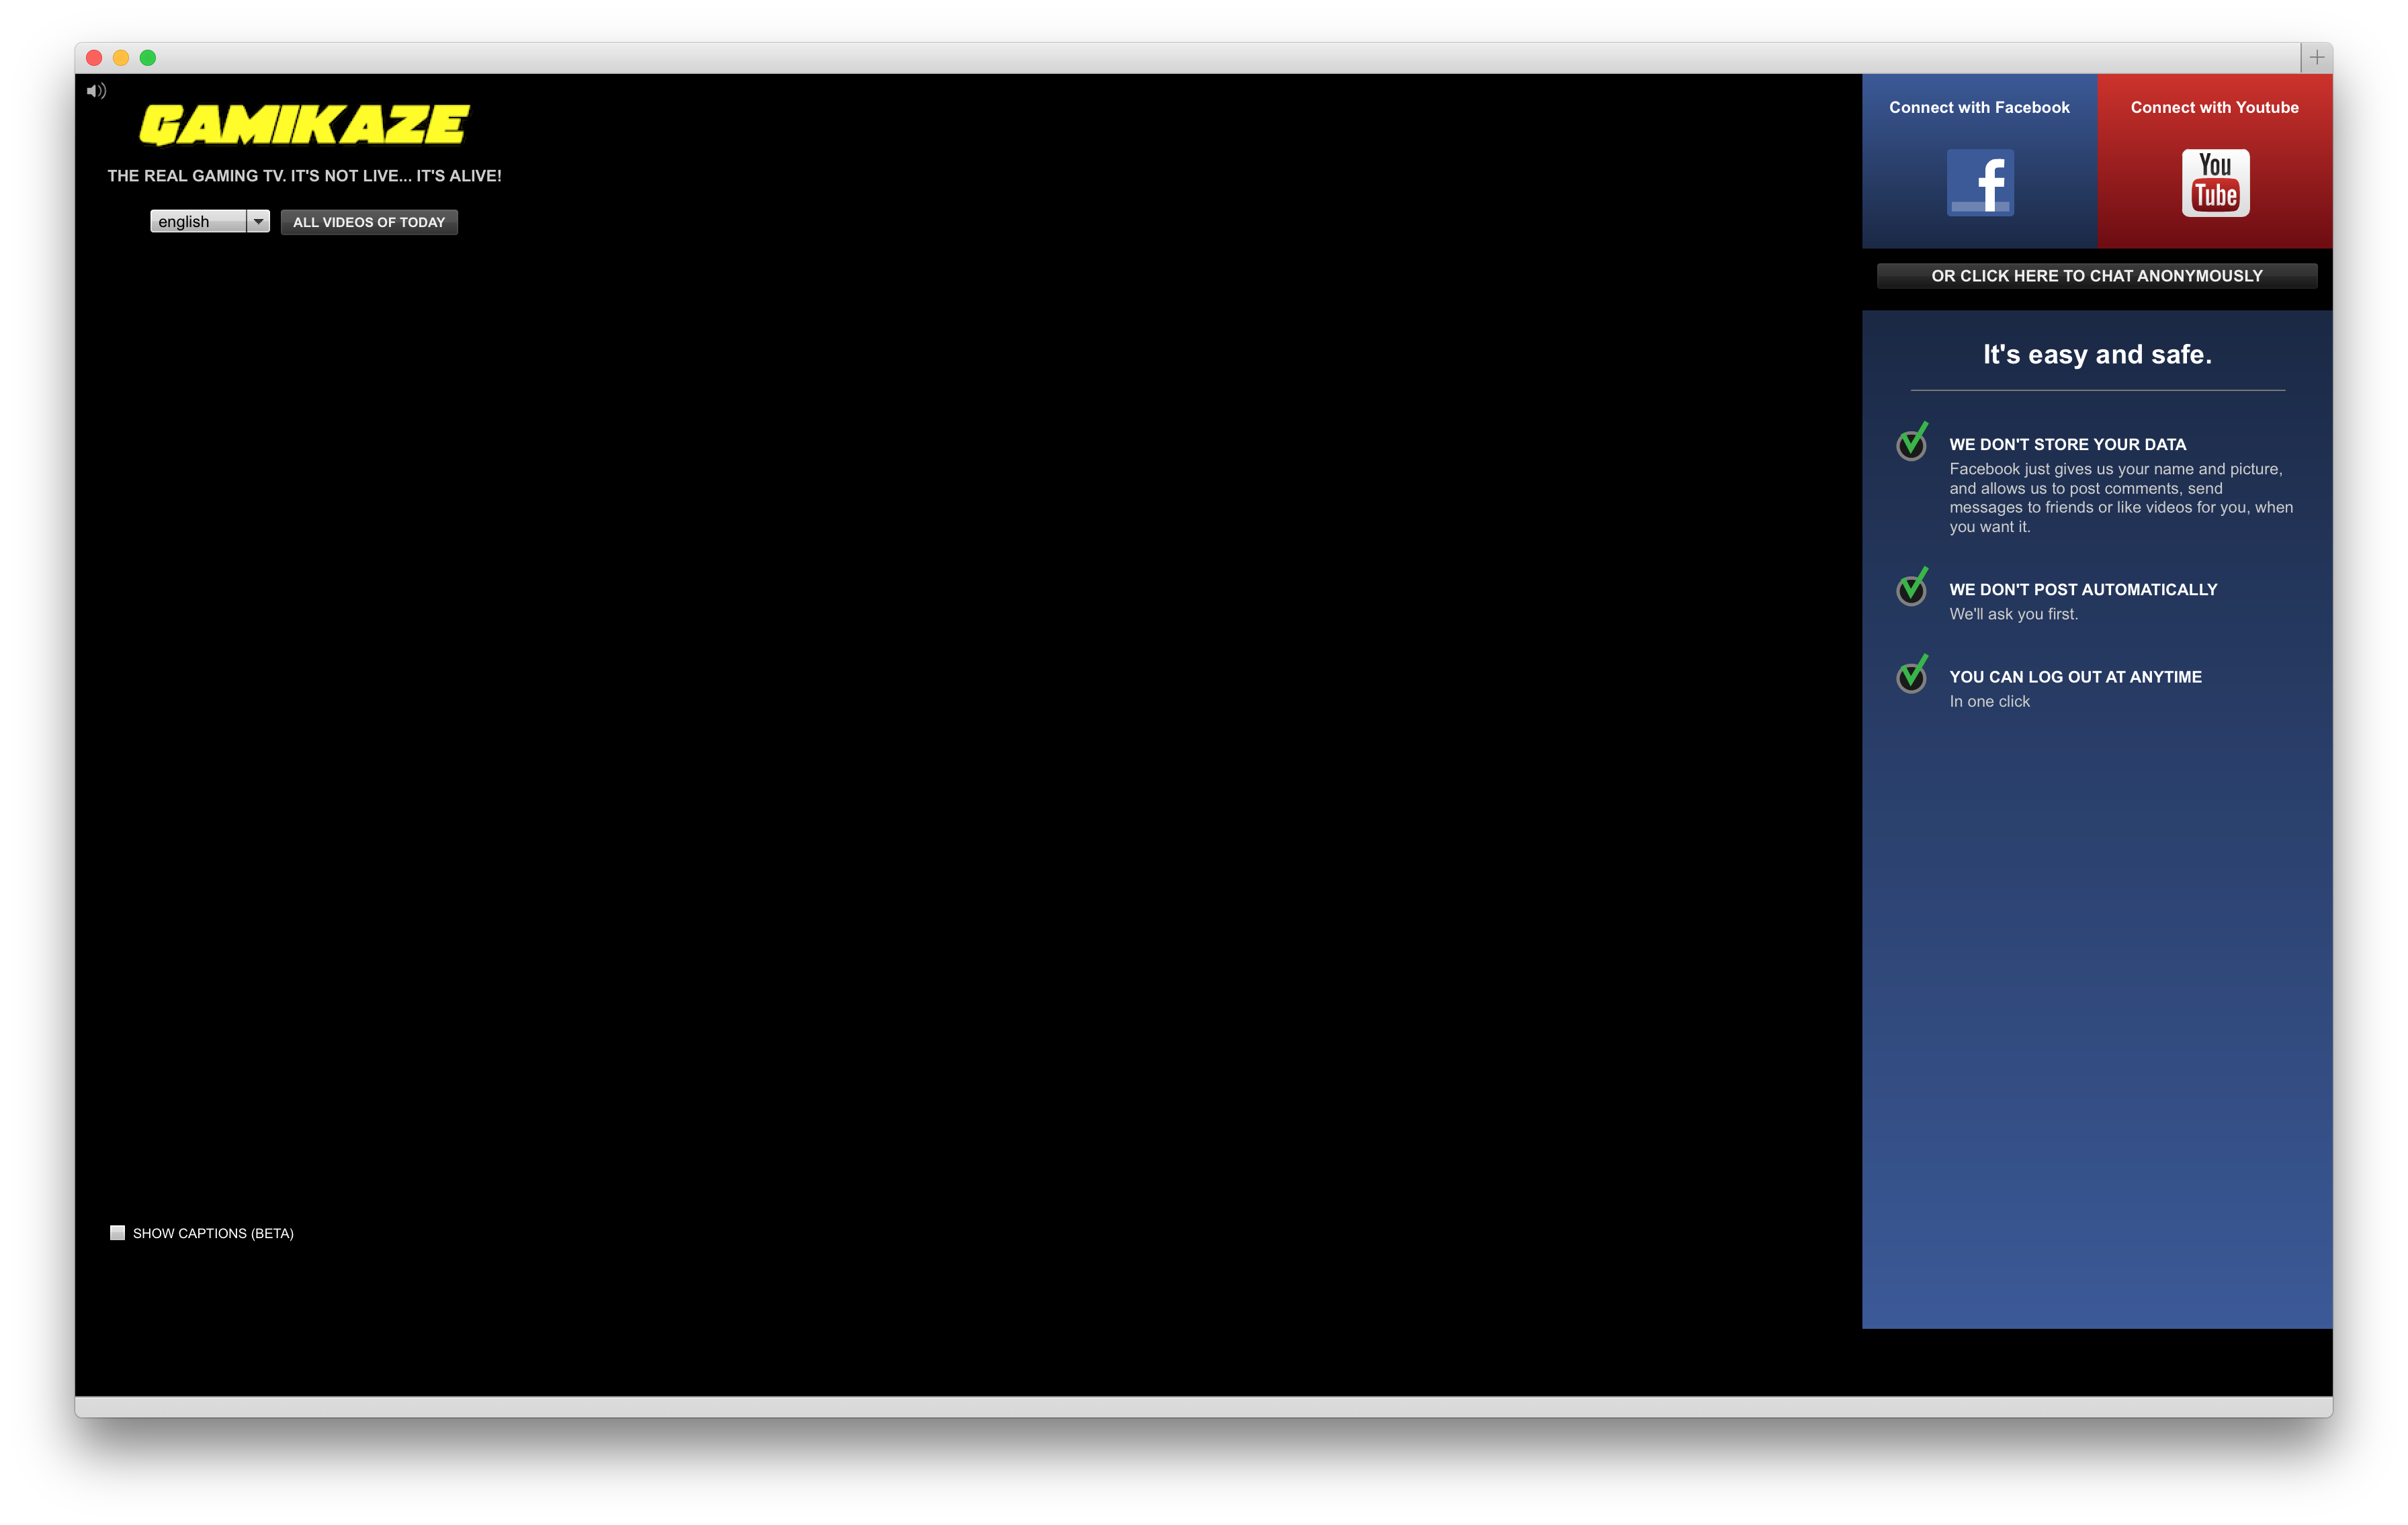 GAMIKAZE
THE REAL GAMING TV. IT'S NOT LIVE... IT'S ALIVE!
english
ALL VIDEOS OF TODAY
SHOW CAPTIONS (BETA)
Connect with Facebook
f
Connect with Youtube
You
Tube
OR CLICK HERE TO CHAT ANONYMOUSLY
It's easy and safe.
WE DON'T STORE YOUR DATA
Facebook just gives us your name and picture,
and allows us to post comments, send
messages to friends or like videos for you, when
you want it.
WE DON'T POST AUTOMATICALLY
We'll ask you first.
YOU CAN LOG OUT AT ANYTIME
In one click